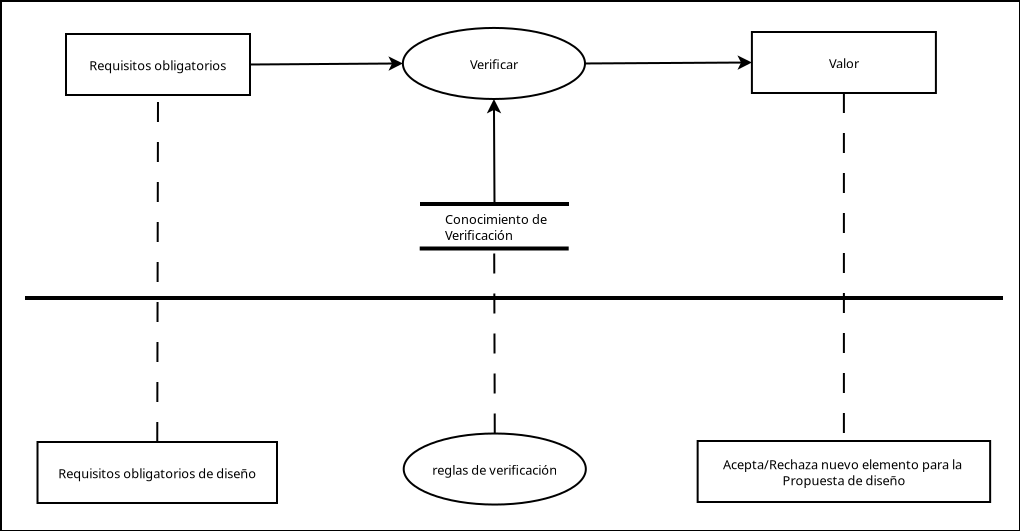 Requisitos obligatorios
Verificar
Valor
Conocimiento de
Verificación
Requisitos obligatorios de diseño
reglas de verificación
Acepta/Rechaza nuevo elemento para la
Propuesta de diseño